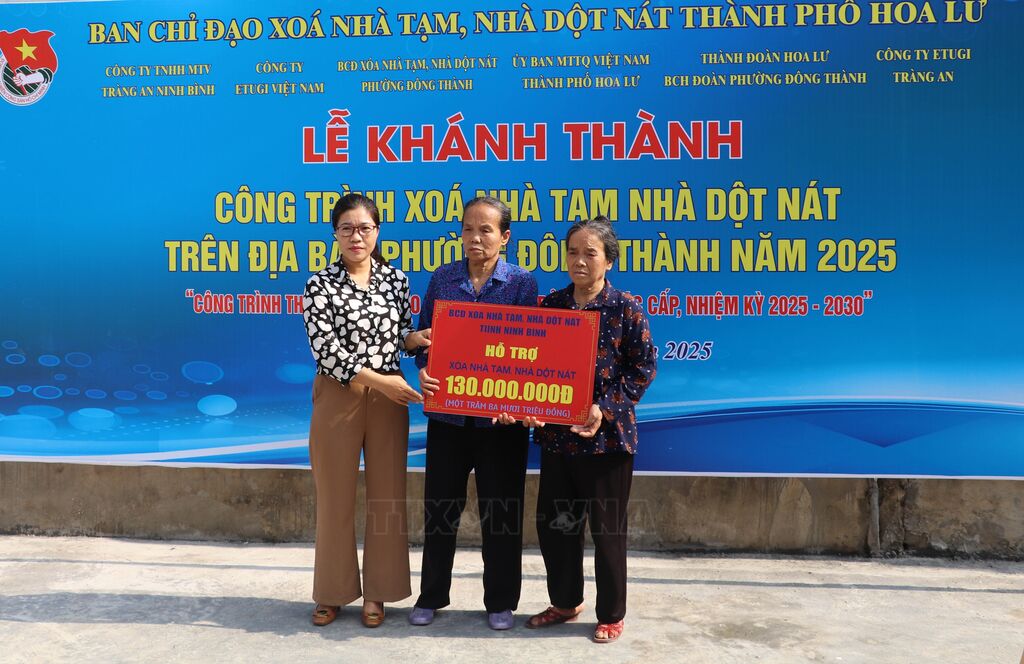 BAN CHỈ ĐẠO XOÁ NHÀ TẠM, NHÀ DỘT NÁT THÀNH PHỐ HOA LƯ
CÔNG TY TNHH MTV
TRÀNG AN NINH BÌNH
CÔNG TY
ETUGI VIỆT NAM
BCĐ XÓA NHÀ TẠM, NHÀ DỘT NÁT
PHƯỜNG ĐÔNG THÀNH
ỦY BAN MTTQ VIỆT NAM
THÀNH PHỐ HOA LƯ
THÀNH ĐOÀN HOA LƯ
BCH ĐOÀN PHƯỜNG ĐÔNG THÀNH
CÔNG TY ETUGI
TRÀNG AN
LỄ KHÁNH THÀNH
CÔNG TRÌNH XOÁ NHÀ TẠM NHÀ DỘT NÁT
TRÊN ĐỊA BÀN PHƯỜNG ĐÔNG THÀNH NĂM 2025
“CÔNG TRÌNH CẤP, NHIỆM KỲ 2025 - 2030”
2025
BCĐ XÓA NHÀ TẠM, NHÀ DỘT NÁT
TỈNH NINH BÌNH
HỖ TRỢ
XÓA NHÀ TẠM, NHÀ DỘT NÁT
130.000.000Đ
(MỘT TRĂM BA MƯƠI TRIỆU ĐỒNG)
TTXVN - VNA